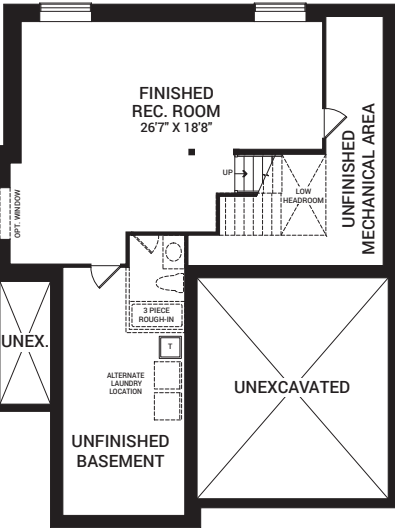 FINISHED
REC. ROOM
26'7" X 18'8"
UNFINISHED
MECHANICAL AREA
UP
LOW
HEADROOM
OPT. WINDOW
3 PIECE
ROUGH-IN
UNEX.
T
ALTERNATE
LAUNDRY
LOCATION
UNEXCAVATED
UNFINISHED
BASEMENT